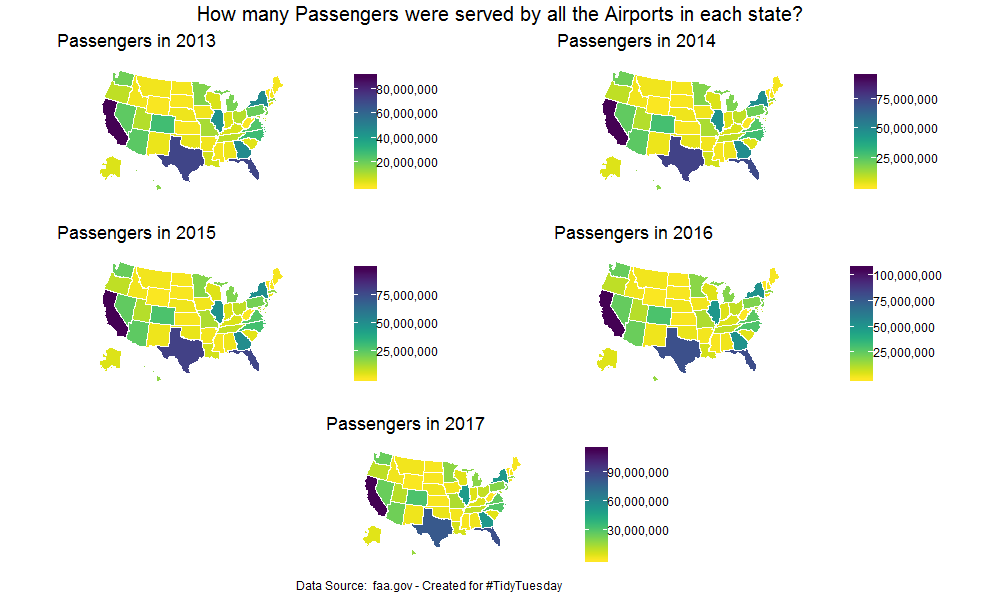 How many Passengers were served by all the Airports in each state?
Passengers in 2013
80,000,000
60,000,000
40,000,000
20,000,000
Passengers in 2014
75,000,000
50,000,000
25,000,000
Passengers in 2015
75,000,000
50,000,000
25,000,000
Passengers in 2016
100,000,000
75,000,000
50,000,000
25,000,000
Passengers in 2017
90,000,000
60,000,000
30,000,000
Data Source: faa.gov - Created for #TidyTuesday